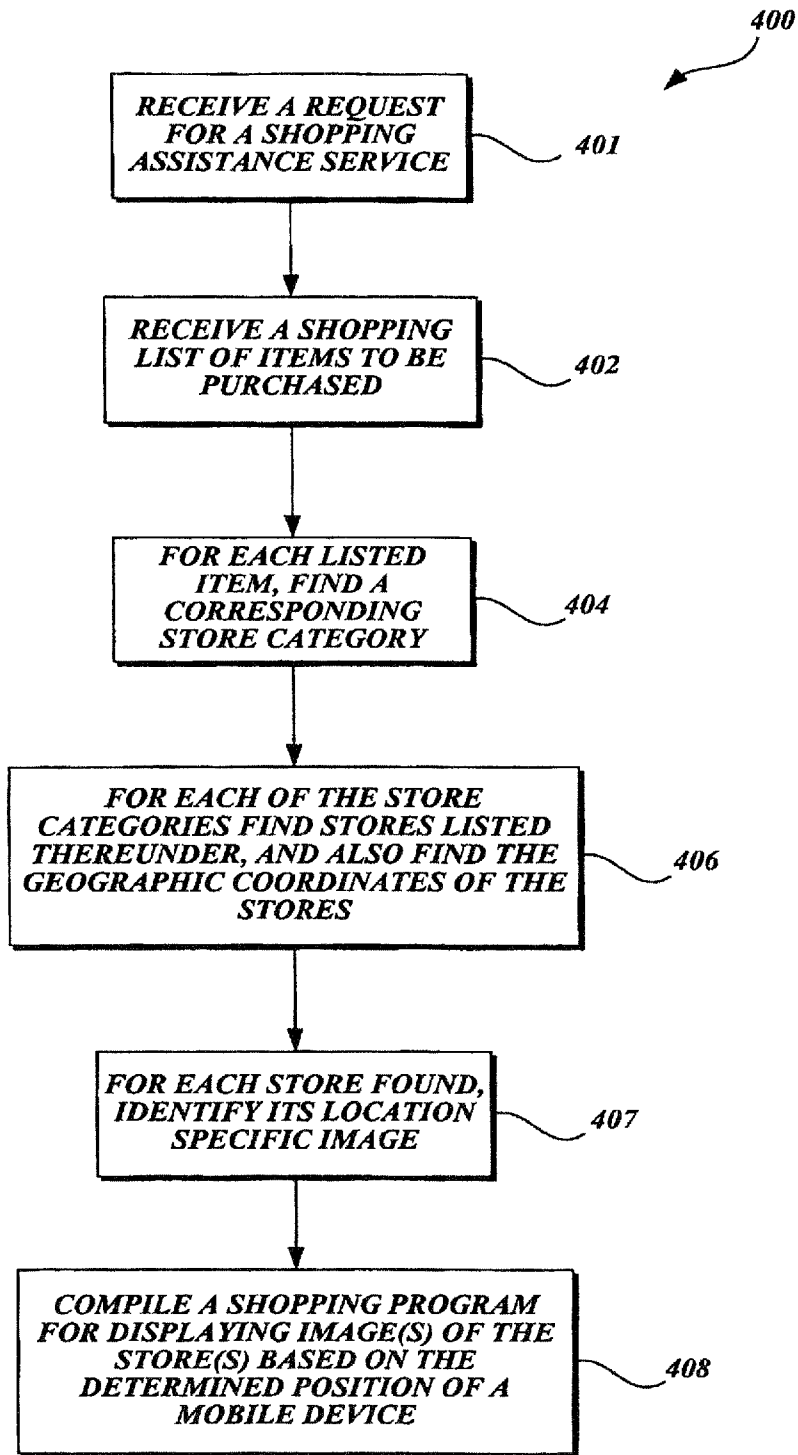 400
RECEIVE A REQUEST
FOR A SHOPPING
ASSISTANCE SERVICE
401
RECEIVE A SHOPPING
LIST OF ITEMS TO BE
PURCHASED
402
FOR EACH LISTED
ITEM, FIND A
CORRESPONDING
STORE CATEGORY
404
FOR EACH OF THE STORE
CATEGORIES FIND STORES LISTED
THEREUNDER, AND ALSO FIND THE
GEOGRAPHIC COORDINATES OF THE
STORES
406
FOR EACH STORE FOUND,
IDENTIFY ITS LOCATION
SPECIFIC IMAGE
407
COMPILE A SHOPPING PROGRAM
FOR DISPLAYING IMAGE(S) OF THE
STORE(S) BASED ON THE
DETERMINED POSITION OF A
MOBILE DEVICE
408